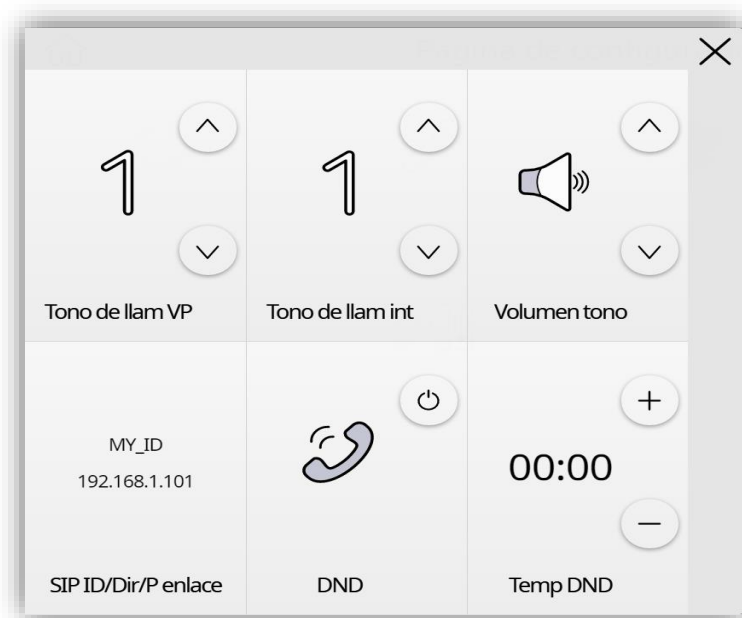 1
1
Tono de llam VP
Tono de llam int
Volumen tono
MY_ID
192.168.1.101
00:00
SIP ID/Dir/P enlace
DND
Temp DND